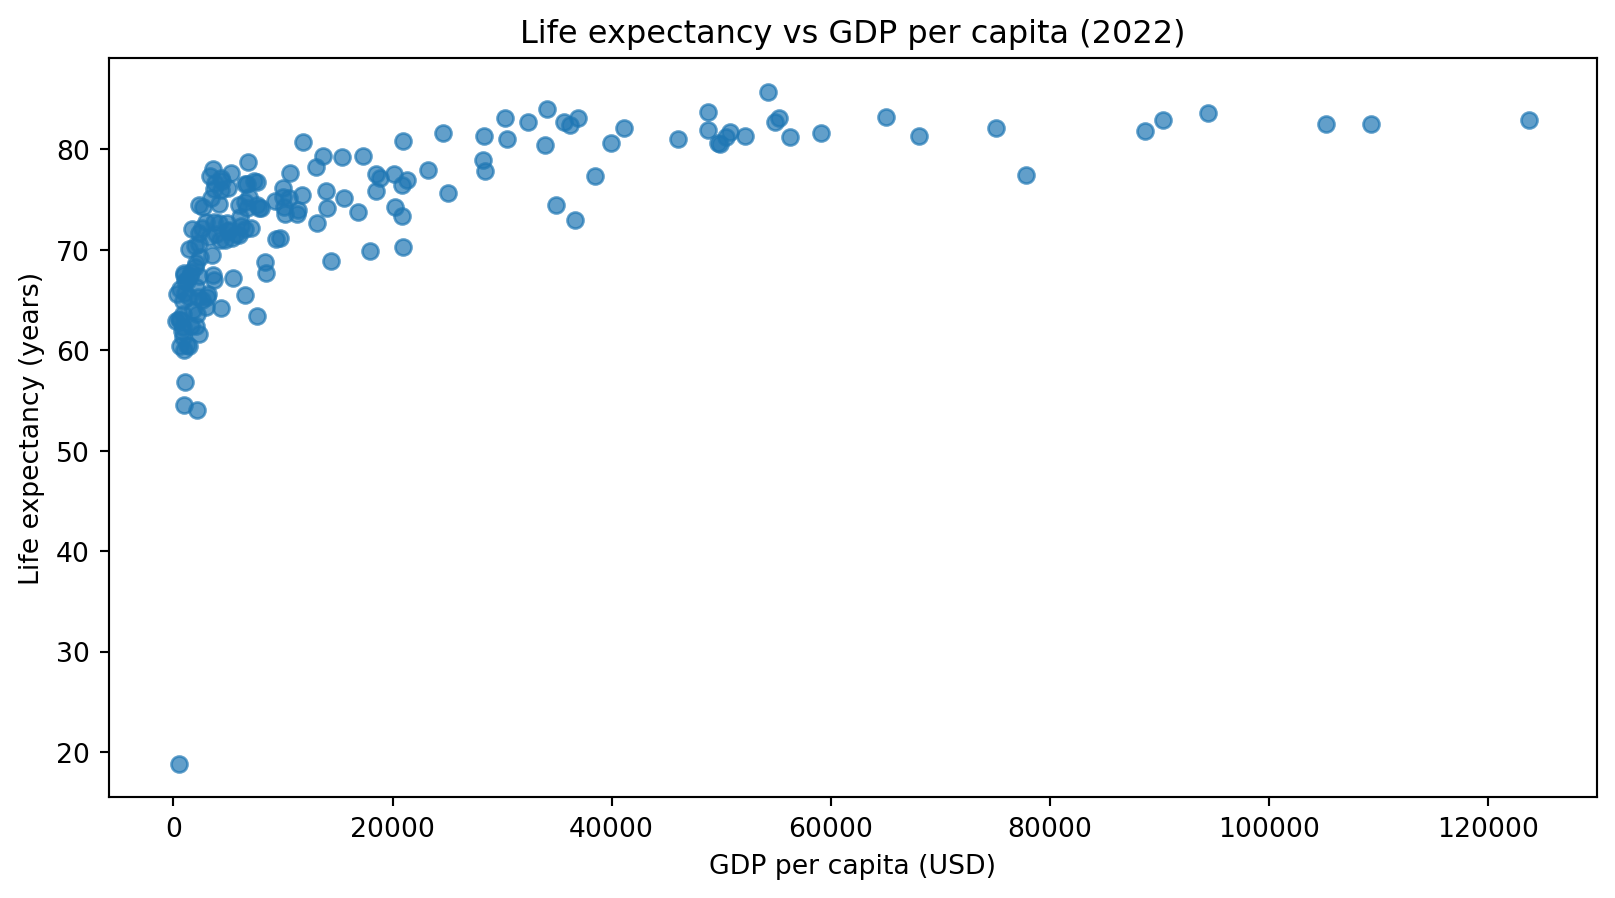 Life expectancy vs GDP per capita (2022)
Life expectancy (years)
80
70
60
50
40
30
20
0 20000 40000 60000 80000 100000 120000
GDP per capita (USD)